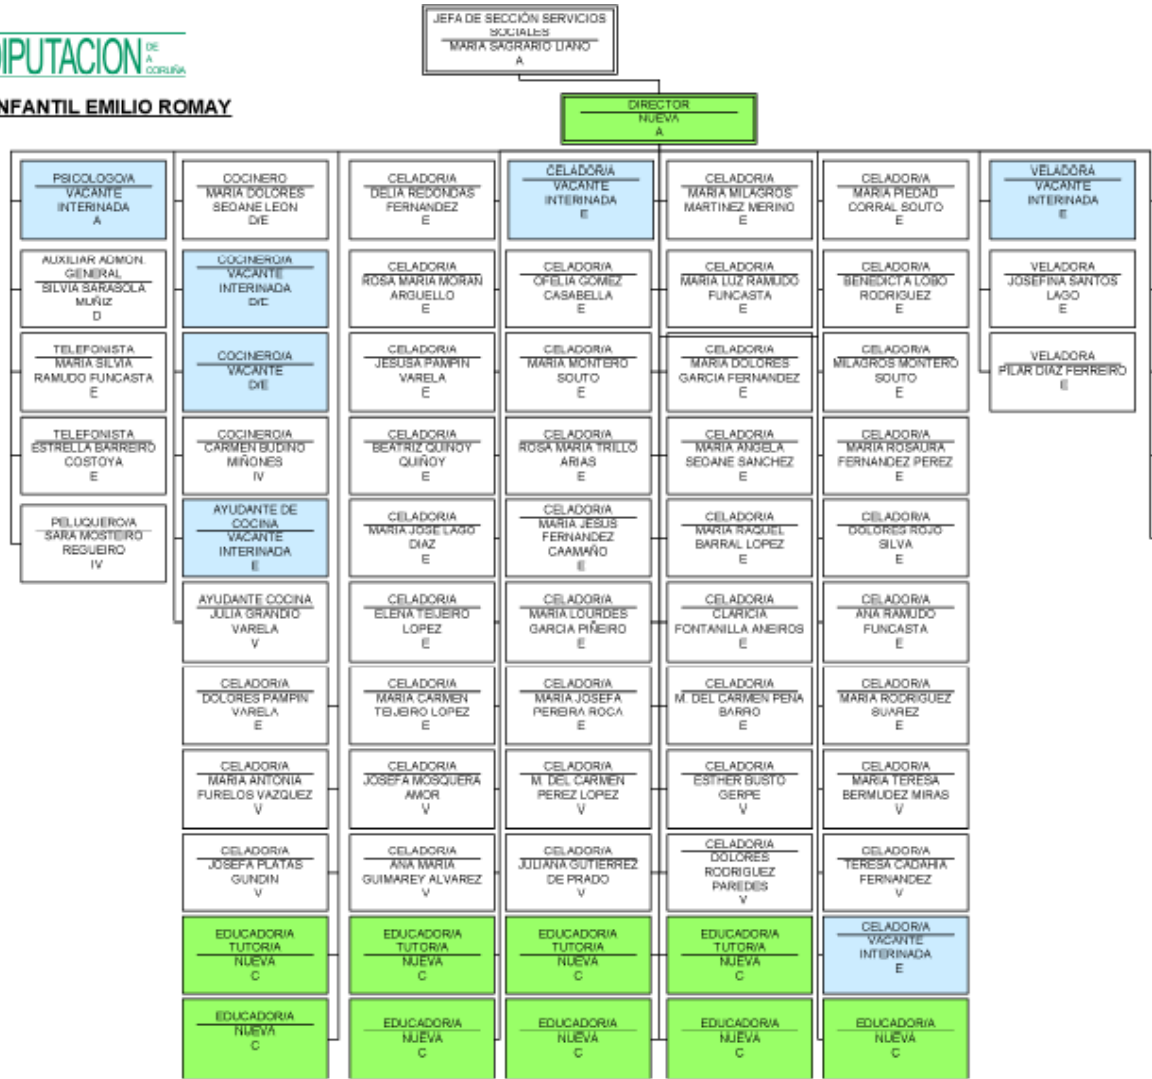 JEFA DE SECCIÓN SERVICIOS
SOCIALES
MARIA SAGRARIO LIANO
A
DIPUTACION DE
A
CORUÑA
INFANTIL EMILIO ROMAY
DIRECTOR
NUEVA
A
PSICOLOGO/A
VACANTE
INTERINADA
A
COCINERO
MARIA DOLORES
SEOANE LEON
D/E
CELADOR/A
DELIA REDONDAS
FERNANDEZ
E
CELADOR/A
VACANTE
INTERINADA
E
CELADOR/A
MARIA MILAGROS
MARTINEZ MERINO
E
CELADOR/A
MARIA PIEDAD
CORRAL SOUTO
E
VELADORA
VACANTE
INTERINADA
E
AUXILIAR ADMON.
GENERAL
SILVIA SARASOLA
MUÑIZ
D
COCINERO/A
VACANTE
INTERINADA
D/E
CELADOR/A
ROSA MARIA MORAN
ARGUELLO
E
CELADOR/A
OFELIA GOMEZ
CASABELLA
E
CELADOR/A
MARIA LUZ RAMUDO
FUNCASTA
E
CELADOR/A
BENEDICTA LOBO
RODRIGUEZ
E
VELADORA
JOSEFINA SANTOS
LAGO
E
TELEFONISTA
MARIA SILVIA
RAMUDO FUNCASTA
E
COCINERO/A
VACANTE
D/E
CELADOR/A
JESUSA PAMPIN
VARELA
E
CELADOR/A
MARIA MONTERO
SOUTO
E
CELADOR/A
MARIA DOLORES
GARCIA FERNANDEZ
E
CELADOR/A
MILAGROS MONTERO
SOUTO
E
VELADORA
PILAR DIAZ FERREIRO
E
TELEFONISTA
ESTRELLA BARREIRO
COSTOYA
E
COCINERO/A
CARMEN BUDIÑO
MIÑONES
IV
CELADOR/A
BEATRIZ QUIÑOY
QUIÑOY
E
CELADOR/A
ROSA MARIA TRILLO
ARIAS
E
CELADOR/A
MARIA ANGELA
SEOANE SANCHEZ
E
CELADOR/A
MARIA ROSAURA
FERNANDEZ PEREZ
E
PELUQUERO/A
SARA MOSTEIRO
REGUEIRO
IV
AYUDANTE DE
COCINA
VACANTE
INTERINADA
E
CELADOR/A
MARIA JOSE LAGO
DIAZ
E
CELADOR/A
MARIA JESUS
FERNANDEZ
CAAMAÑO
E
CELADOR/A
MARIA RAQUEL
BARRAL LOPEZ
E
CELADOR/A
DOLORES ROJO
SILVA
E
AYUDANTE COCINA
JULIA GRANDIO
VARELA
V
CELADOR/A
ELENA TEIJEIRO
LOPEZ
E
CELADOR/A
MARIA LOURDES
GARCIA PIÑEIRO
E
CELADOR/A
CLARICIA
FONTANILLA ANEIROS
E
CELADOR/A
ANA RAMUDO
FUNCASTA
E
CELADOR/A
DOLORES PAMPIN
VARELA
E
CELADOR/A
MARIA CARMEN
TEIJEIRO LOPEZ
E
CELADOR/A
MARIA JOSEFA
PEREIRA ROCA
E
CELADOR/A
M. DEL CARMEN PENA
BARRO
E
CELADOR/A
MARIA RODRIGUEZ
SUAREZ
E
CELADOR/A
MARIA ANTONIA
FURELOS VAZQUEZ
V
CELADOR/A
JOSEFA MOSQUERA
AMOR
V
CELADOR/A
M. DEL CARMEN
PEREZ LOPEZ
V
CELADOR/A
ESTHER BUSTO
GERPE
V
CELADOR/A
MARIA TERESA
BERMUDEZ MIRAS
V
CELADOR/A
JOSEFA PLATAS
GUNDIN
V
CELADOR/A
ANA MARIA
GUIMAREY ALVAREZ
V
CELADOR/A
JULIANA GUTIERREZ
DE PRADO
V
CELADOR/A
DOLORES
RODRIGUEZ
PAREDES
V
CELADOR/A
TERESA CADAHIA
FERNANDEZ
V
EDUCADOR/A
TUTOR/A
NUEVA
C
EDUCADOR/A
TUTOR/A
NUEVA
C
EDUCADOR/A
TUTOR/A
NUEVA
C
EDUCADOR/A
TUTOR/A
NUEVA
C
CELADOR/A
VACANTE
INTERINADA
E
EDUCADOR/A
NUEVA
C
EDUCADOR/A
NUEVA
C
EDUCADOR/A
NUEVA
C
EDUCADOR/A
NUEVA
C
EDUCADOR/A
NUEVA
C